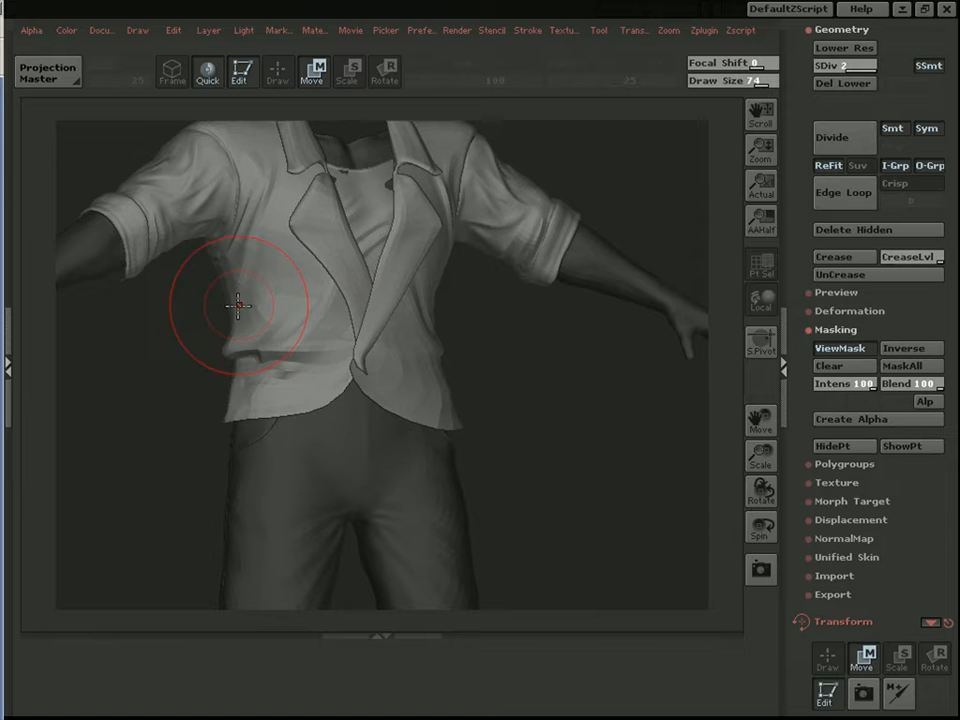 DefaultZScript Help
Alpha Color Docu.. Draw Edit Layer Light Mark.. Mate.. Movie Picker Prefe.. Render Stencil Stroke Textu.. Tool Trans.. Zoom Zplugin Zscript
Projection Master
Frame Quick Edit Draw Move Scale Rotate
25 100 25
Focal Shift 0
Draw Size 74
Scroll
Zoom
Actual
AAHalf
Pt Sel
Local
S.Pivot
Move
Scale
Rotate
Spin
Geometry
Lower Res
SDiv 2 SSmt
Del Lower
Divide Smt Sym
ReFit Suv I-Grp O-Grp
Edge Loop Crisp
Delete Hidden
Crease CreaseLvl
UnCrease
Preview
Deformation
Masking
ViewMask Inverse
Clear MaskAll
Intens 100 Blend 100
Alp
Create Alpha
HidePt ShowPt
Polygroups
Texture
Morph Target
Displacement
NormalMap
Unified Skin
Import
Export
Transform
Draw Move Scale Rotate
Edit